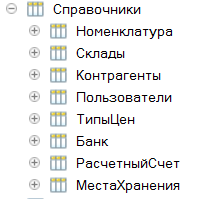 Справочники
Номенклатура
Склады
Контрагенты
Пользователи
ТипыЦен
Банк
РасчетныйСчет
МестаХранения